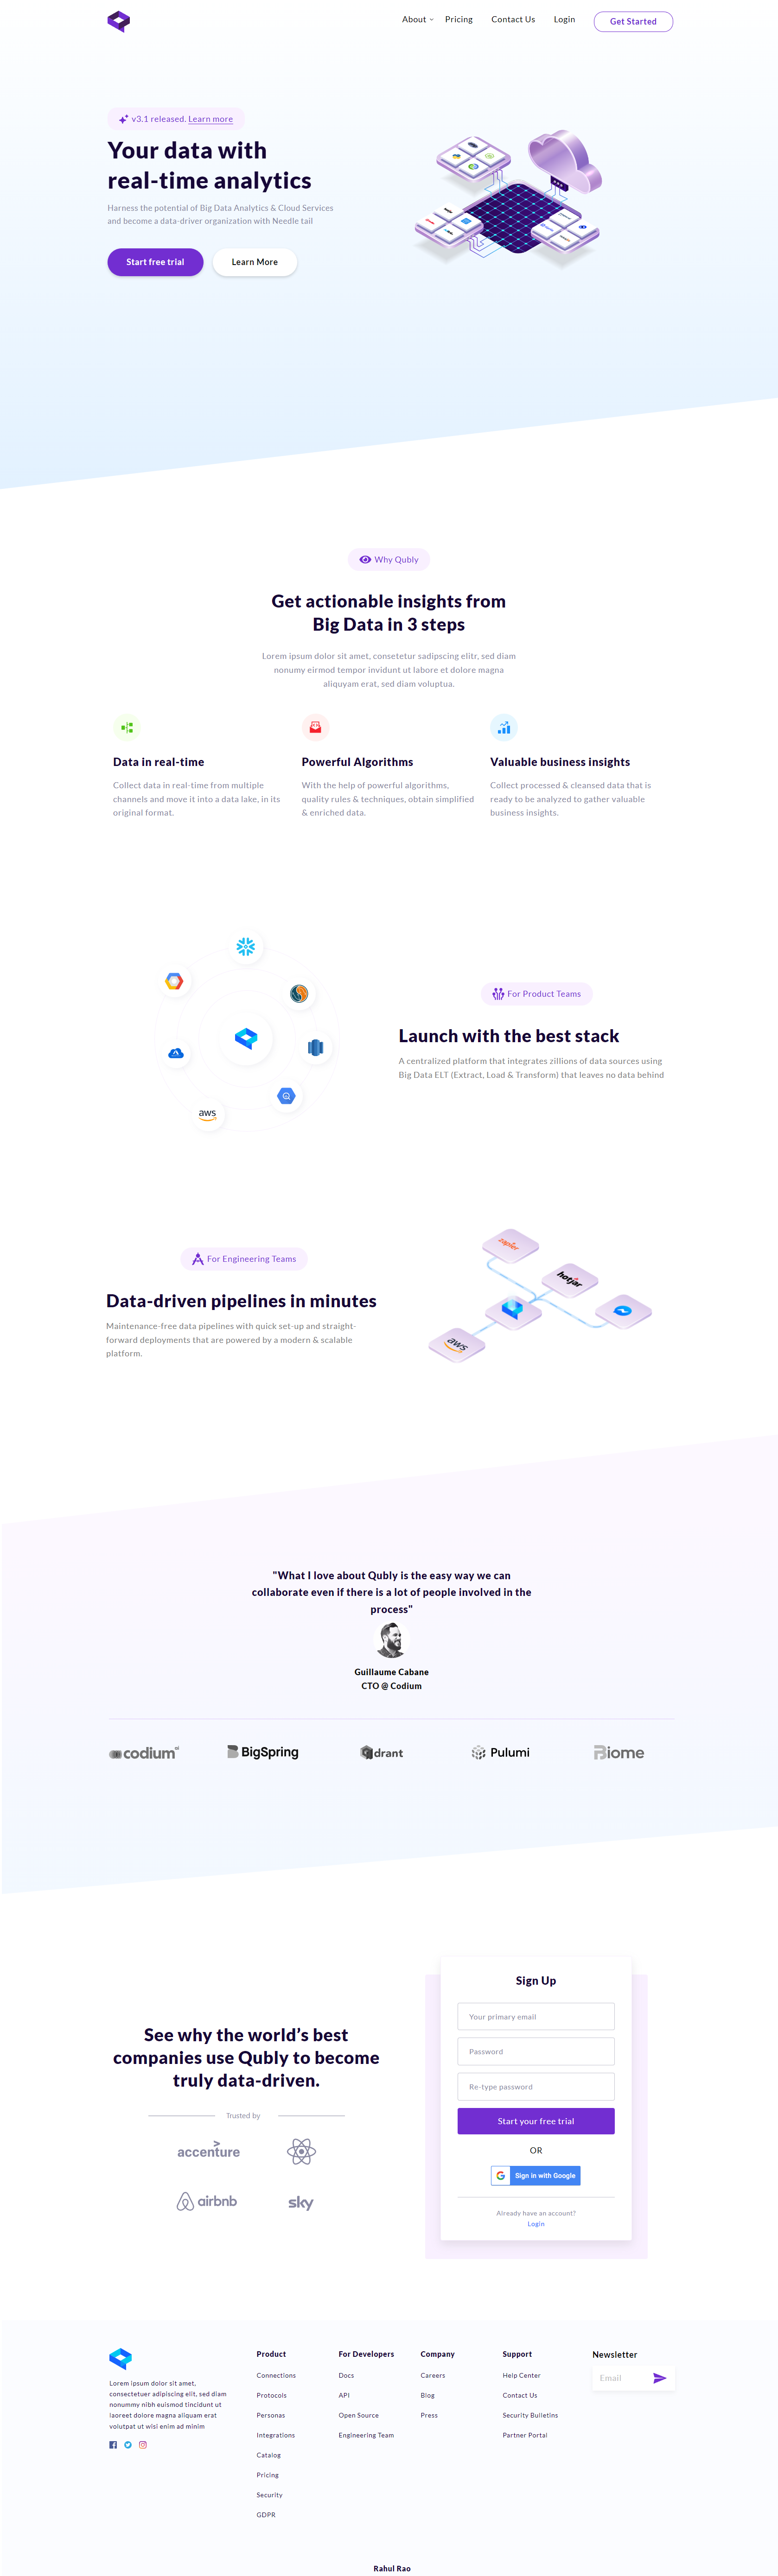 About
Pricing
Contact Us
Login
Get Started
v3.1 released. Learn more
Your data with
real-time analytics
Harness the potential of Big Data Analytics & Cloud Services
and become a data-driver organization with Needle tail
Start free trial
Learn More
Why Qubly
Get actionable insights from
Big Data in 3 steps
Lorem ipsum dolor sit amet, consetetur sadipscing elitr, sed diam
nonumy eirmod tempor invidunt ut labore et dolore magna
aliquyam erat, sed diam voluptua.
Data in real-time
Collect data in real-time from multiple
channels and move it into a data lake, in its
original format.
Powerful Algorithms
With the help of powerful algorithms,
quality rules & techniques, obtain simplified
& enriched data.
Valuable business insights
Collect processed & cleansed data that is
ready to be analyzed to gather valuable
business insights.
aws
For Product Teams
Launch with the best stack
A centralized platform that integrates zillions of data sources using
Big Data ELT (Extract, Load & Transform) that leaves no data behind
For Engineering Teams
Data-driven pipelines in minutes
Maintenance-free data pipelines with quick set-up and straight-
forward deployments that are powered by a modern & scalable
platform.
zapier
hotjar
aws
"What I love about Qubly is the easy way we can
collaborate even if there is a lot of people involved in the
process"
Guillaume Cabane
CTO @ Codium
codium
BigSpring
drant
Pulumi
Biome
See why the world’s best
companies use Qubly to become
truly data-driven.
Trusted by
accenture
airbnb
sky
Sign Up
Your primary email
Password
Re-type password
Start your free trial
OR
Sign in with Google
Already have an account?
Login
Lorem ipsum dolor sit amet,
consectetuer adipiscing elit, sed diam
nonummy nibh euismod tincidunt ut
laoreet dolore magna aliquam erat
volutpat ut wisi enim ad minim
Product
Connections
Protocols
Personas
Integrations
Catalog
Pricing
Security
GDPR
For Developers
Docs
API
Open Source
Engineering Team
Company
Careers
Blog
Press
Support
Help Center
Contact Us
Security Bulletins
Partner Portal
Newsletter
Email
Rahul Rao